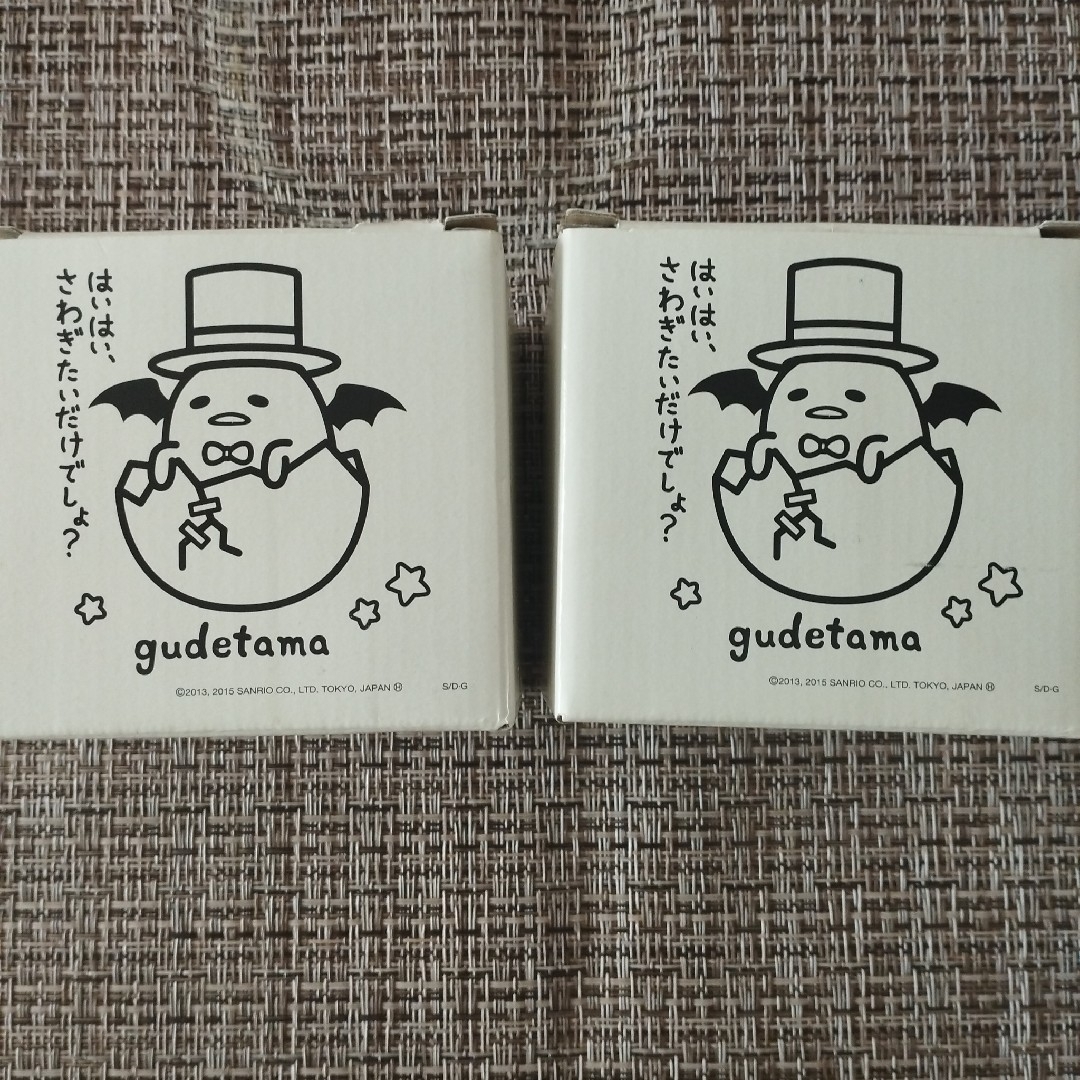 はいはい、
さわぎたいだけでしょ?
gudetama
©2013, 2015 SANRIO CO., LTD. TOKYO, JAPAN Ⓗ
S/D·G
はいはい、
さわぎたいだけでしょ?
gudetama
©2013, 2015 SANRIO CO., LTD. TOKYO, JAPAN Ⓗ
S/D·G